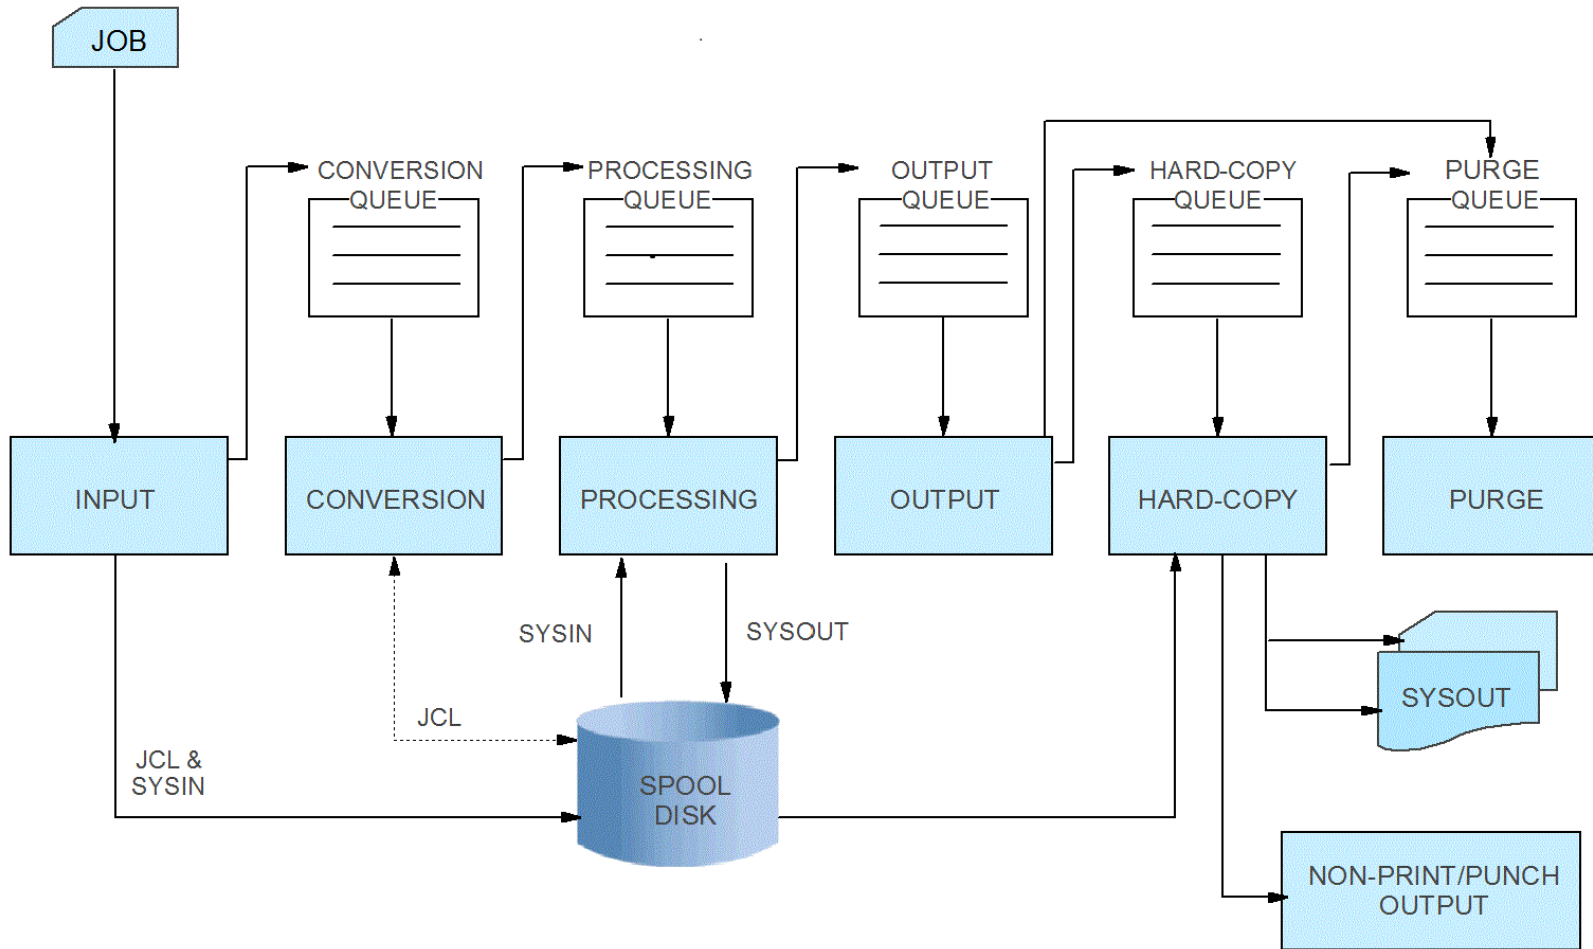 JOB
CONVERSION
QUEUE
PROCESSING
QUEUE
OUTPUT
QUEUE
HARD-COPY
QUEUE
PURGE
QUEUE
INPUT
CONVERSION
PROCESSING
OUTPUT
HARD-COPY
PURGE
SYSIN
SYSOUT
JCL
JCL &
SYSIN
SPOOL
DISK
SYSOUT
NON-PRINT/PUNCH
OUTPUT